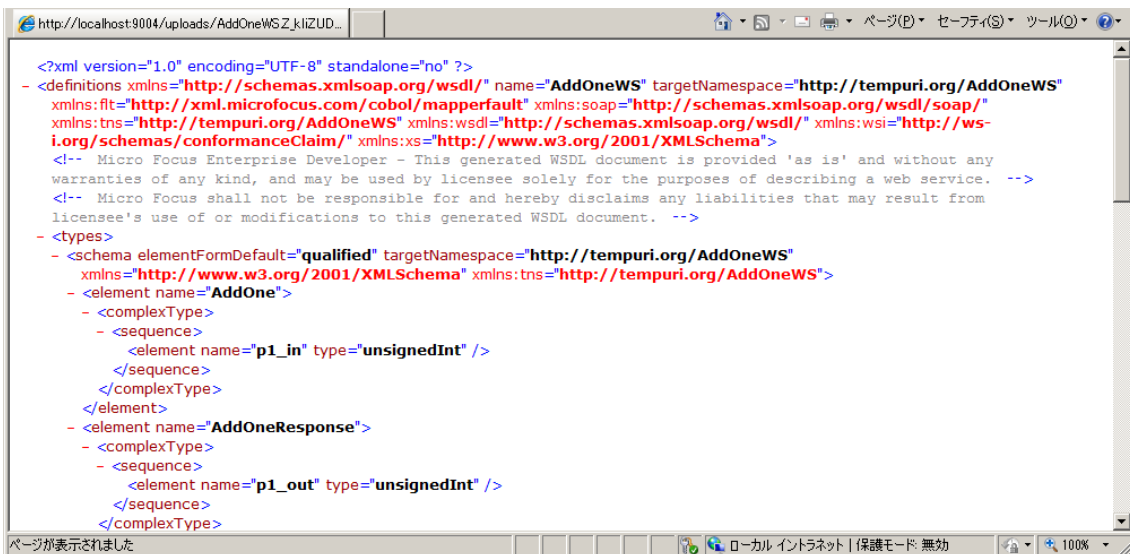 http://localhost:9004/uploads/AddOneWS.Z_kIiZUD...
ページ(P) セーフティ(S) ツール(O)
<?xml version="1.0" encoding="UTF-8" standalone="no" ?>
- <definitions xmlns="http://schemas.xmlsoap.org/wsdl/" name="AddOneWS" targetNamespace="http://tempuri.org/AddOneWS"
xmlns:flt="http://xml.microfocus.com/cobol/mapperfault" xmlns:soap="http://schemas.xmlsoap.org/wsdl/soap/"
xmlns:tns="http://tempuri.org/AddOneWS" xmlns:wsdl="http://schemas.xmlsoap.org/wsdl/" xmlns:wsi="http://ws-
i.org/schemas/conformanceClaim/" xmlns:xs="http://www.w3.org/2001/XMLSchema">
<!-- Micro Focus Enterprise Developer - This generated WSDL document is provided 'as is' and without any
warranties of any kind, and may be used by licensee solely for the purposes of describing a web service. -->
<!-- Micro Focus shall not be responsible for and hereby disclaims any liabilities that may result from
licensee's use of or modifications to this generated WSDL document. -->
- <types>
- <schema elementFormDefault="qualified" targetNamespace="http://tempuri.org/AddOneWS"
xmlns="http://www.w3.org/2001/XMLSchema" xmlns:tns="http://tempuri.org/AddOneWS">
- <element name="AddOne">
- <complexType>
- <sequence>
<element name="p1_in" type="unsignedInt" />
</sequence>
</complexType>
</element>
- <element name="AddOneResponse">
- <complexType>
- <sequence>
<element name="p1_out" type="unsignedInt" />
</sequence>
</complexType>
ページが表示されました ローカル イントラネット | 保護モード: 無効 100%